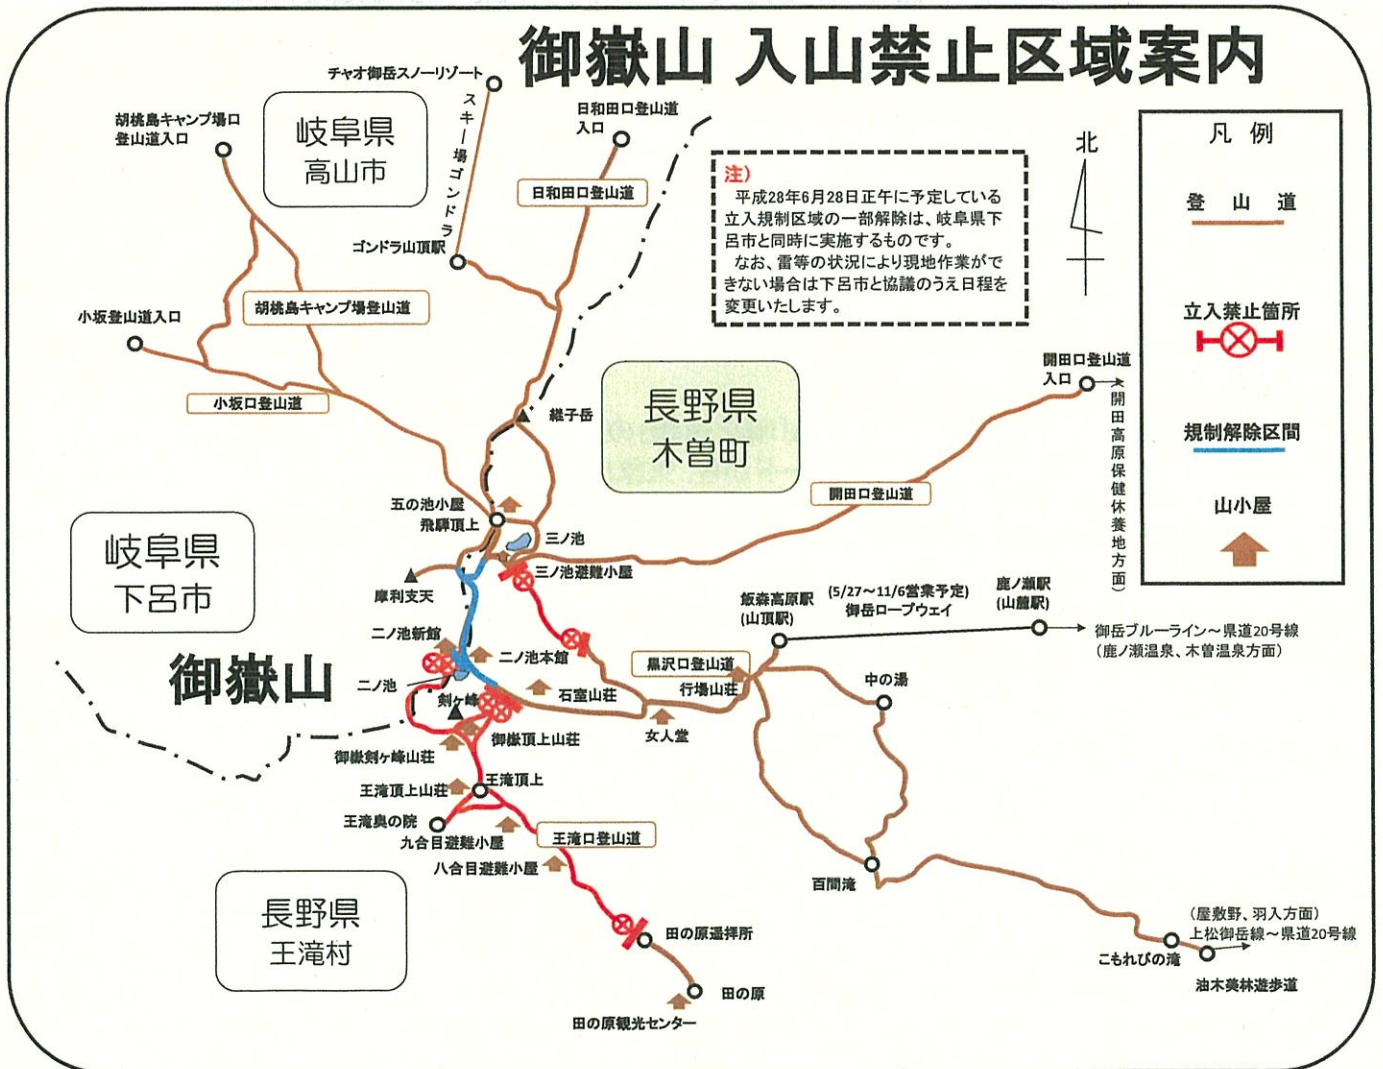 御嶽山 入山禁止区域案内
チャオ御岳スノーリゾート
スキー場ゴンドラ
ゴンドラ山頂駅
胡桃島キャンプ場口
登山道入口
岐阜県
高山市
日和田口登山道
入口
日和田口登山道
注)
平成28年6月28日正午に予定している
立入規制区域の一部解除は、岐阜県下
呂市と同時に実施するものです。
なお、雷等の状況により現地作業がで
きない場合は下呂市と協議のうえ日程を
変更いたします。
北
凡 例
登 山 道
立入禁止箇所
規制解除区間
山小屋
胡桃島キャンプ場登山道
小坂登山道入口
小坂口登山道
継子岳
長野県
木曽町
開田口登山道
入口
(開田高原保健休養地方面)
開田口登山道
五の池小屋
飛騨頂上
三ノ池
三ノ池避難小屋
岐阜県
下呂市
摩利支天
二ノ池新館
二ノ池本館
二ノ池
御嶽山
剣ヶ峰
石室山荘
飯森高原駅
(山頂駅)
(5/27~11/6営業予定)
御岳ロープウェイ
鹿ノ瀬駅
(山麓駅)
御岳ブルーライン~県道20号線
(鹿ノ瀬温泉、木曽温泉方面)
黒沢口登山道
行場山荘
女人堂
中の湯
御嶽頂上山荘
御嶽剣ヶ峰山荘
王滝頂上
王滝頂上山荘
王滝奥の院
九合目避難小屋
王滝口登山道
八合目避難小屋
百間滝
長野県
王滝村
田の原遥拝所
田の原
田の原観光センター
(屋敷野、羽入方面)
上松御岳線~県道20号線
こもれびの滝
油木美林遊歩道